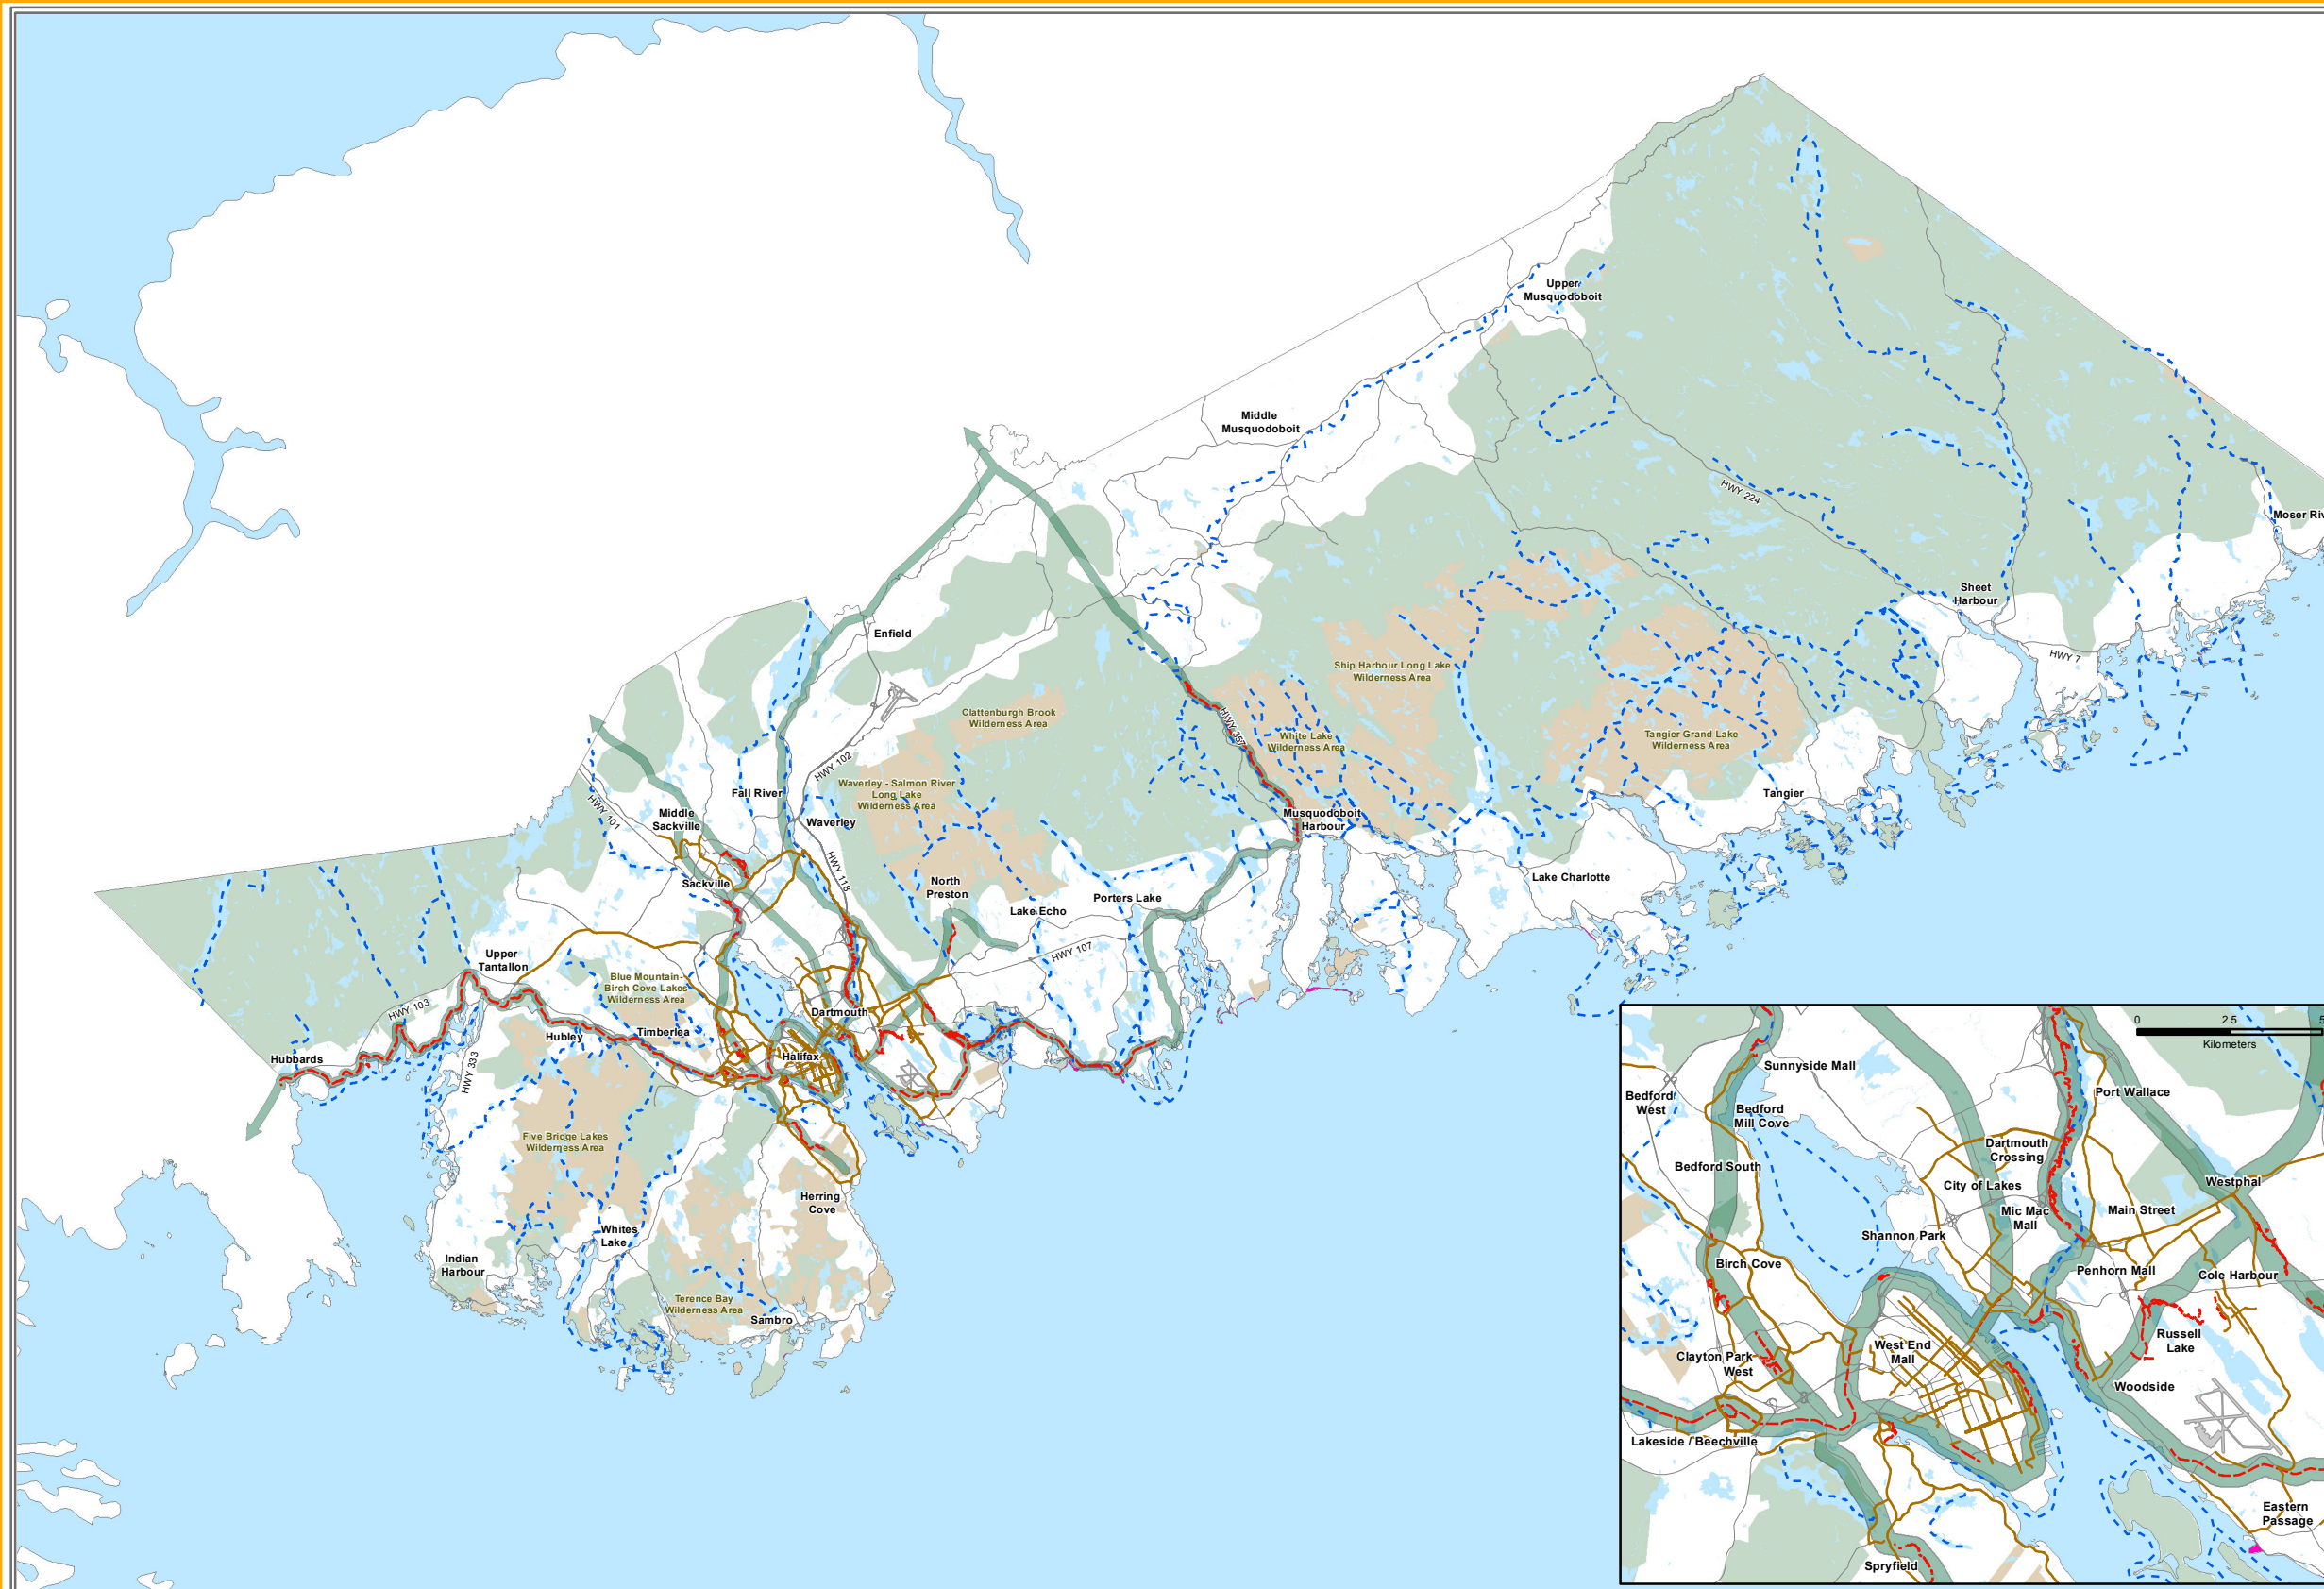 Upper
Musquodoboit
Middle
Musquodoboit
HWY 224
Moser
Sheet
Harbour
HWY 7
Enfield
Ship Harbour Long Lake
Wilderness Area
Clattenburgh Brook
Wilderness Area
HWY 357
White Lake
Wilderness Area
Tangier Grand Lake
Wilderness Area
HWY 102
Waverley - Salmon River
Long Lake
Wilderness Area
Fall River
Tangier
HWY 101
Middle
Sackville
Waverley
Musquodoboit
Harbour
HWY 118
Sackville
North
Preston
Lake Charlotte
Porters Lake
Lake Echo
HWY 107
Upper
Tantallon
Blue Mountain-
Birch Cove Lakes
Wilderness Area
HWY 103
Dartmouth
Hubley
Timberlea
Hubbards
Halifax
HWY 333
Five Bridge Lakes
Wilderness Area
Herring
Cove
Whites
Lake
Indian
Harbour
Terence Bay
Wilderness Area
Sambro
0 2.5 5
Kilometers
Sunnyside Mall
Bedford
West
Port Wallace
Bedford
Mill Cove
Dartmouth
Crossing
Bedford South
City of Lakes
Westphal
Mic Mac
Mall
Main Street
Shannon Park
Birch Cove
Penhorn Mall
Cole Harbour
West End
Mall
Russell
Lake
Clayton Park
West
Woodside
Lakeside / Beechville
Eastern
Passage
Spryfield